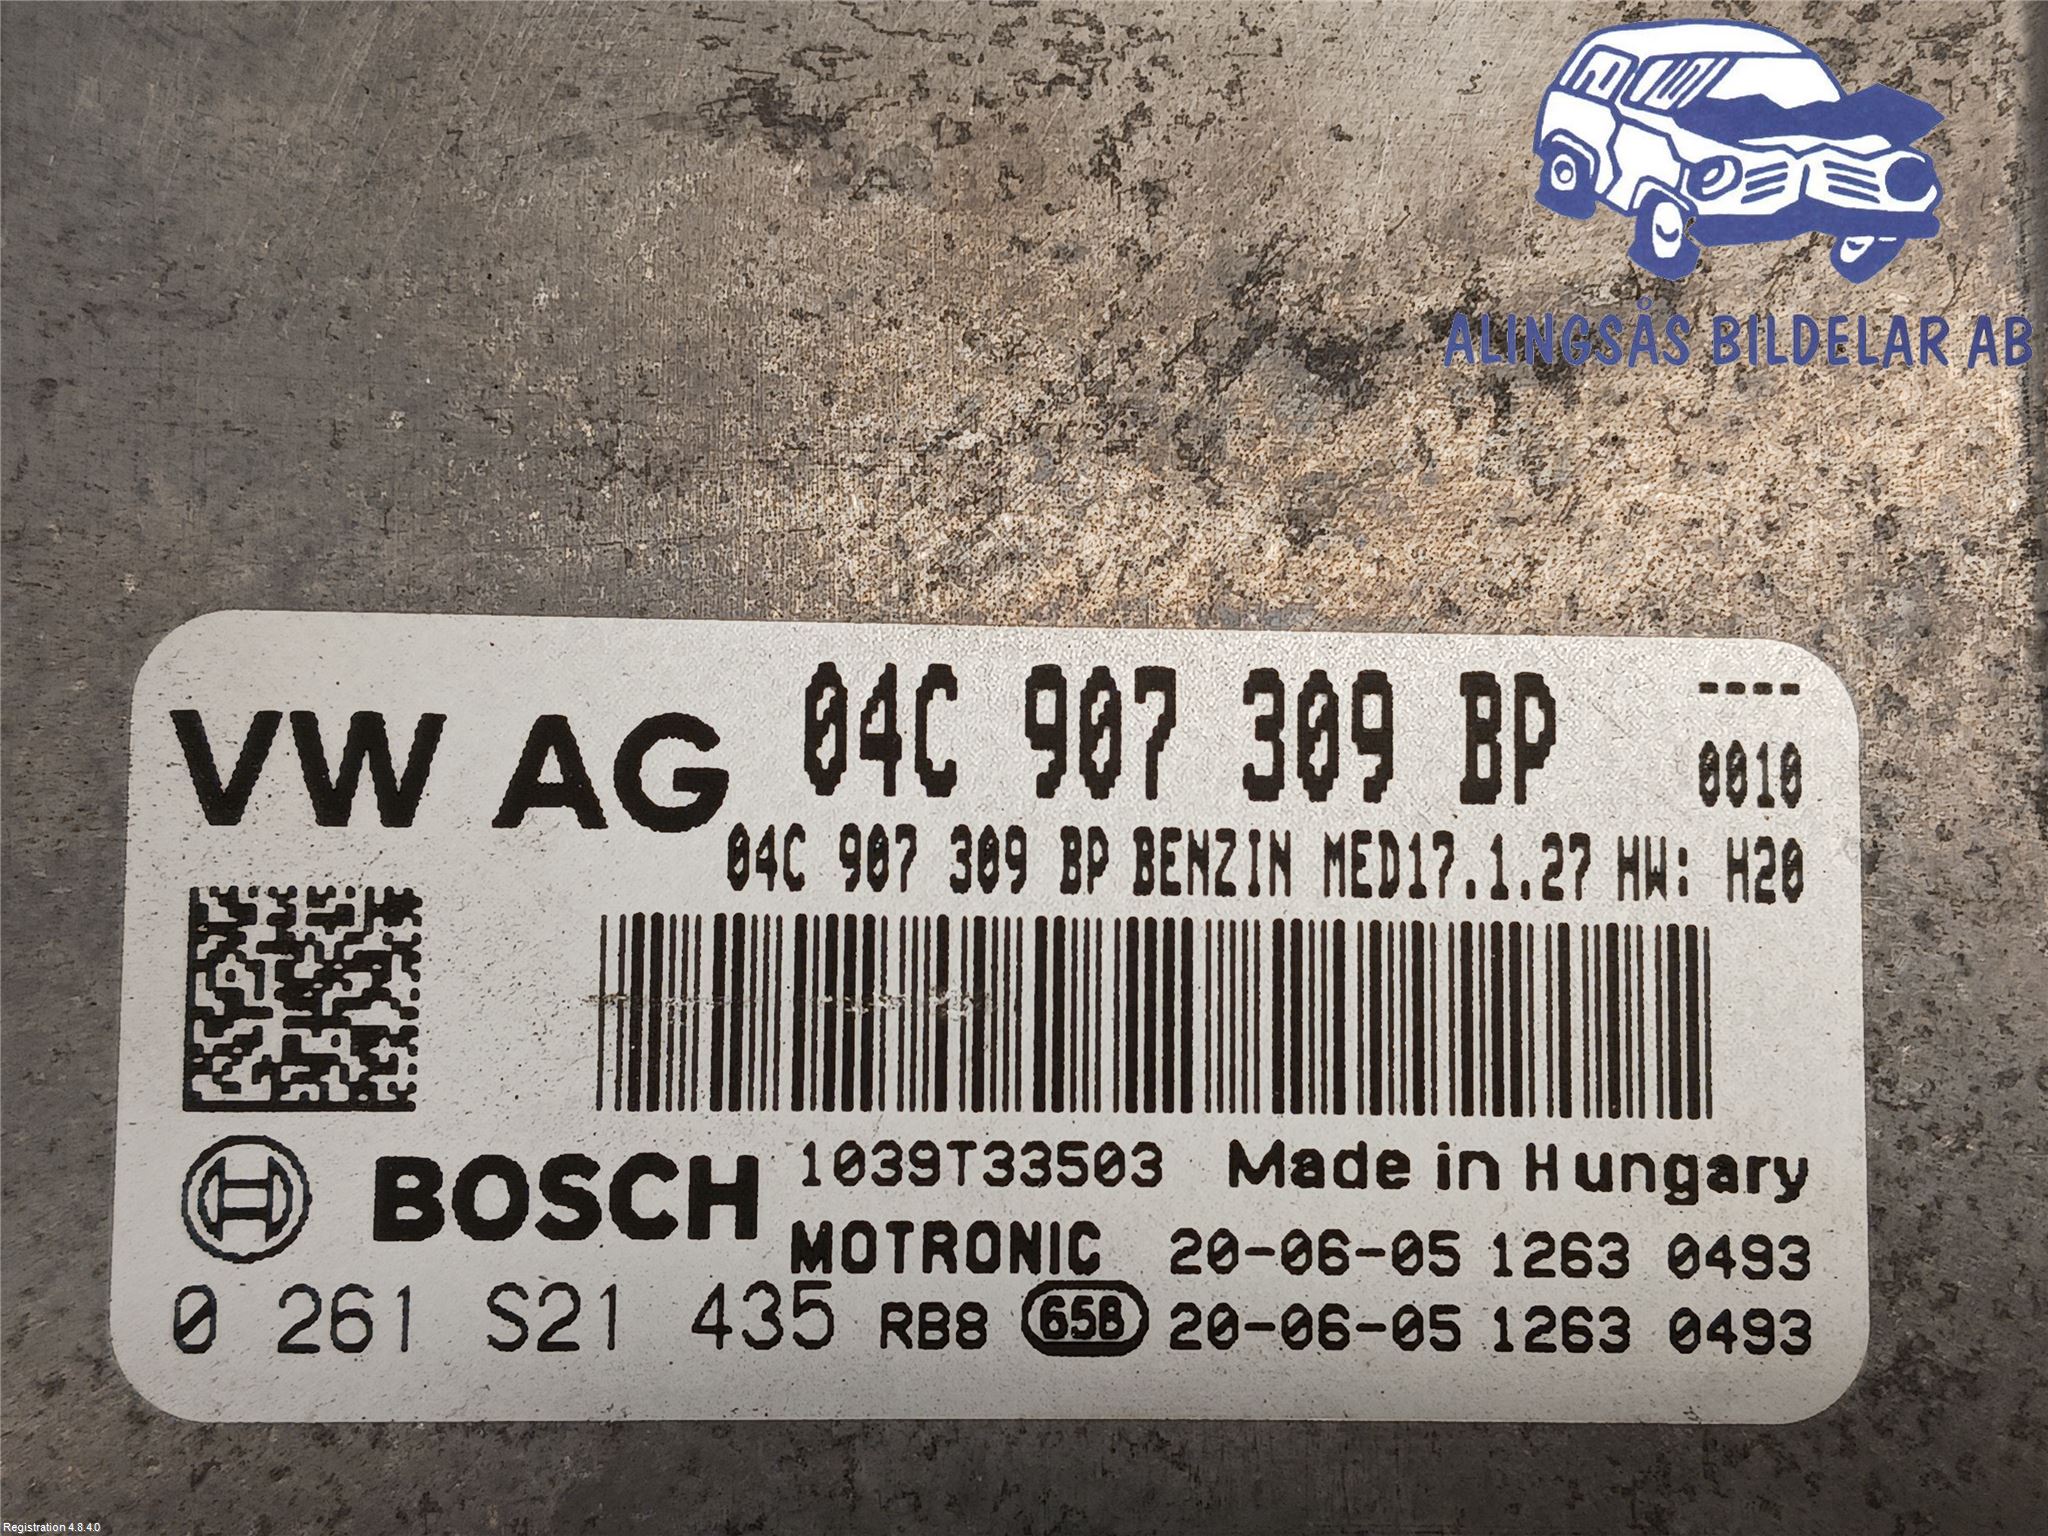 ALINGSÅS BILDELAR AB
VW AG 04C 907 309 BP ----
0010
04C 907 309 BP BENZIN MED17.1.27 HW: H20
BOSCH 1039T33503 Made in Hungary
MOTRONIC 20-06-05 1263 0493
0 261 S21 435 RB8 65B 20-06-05 1263 0493
Registration 4.8.4.0